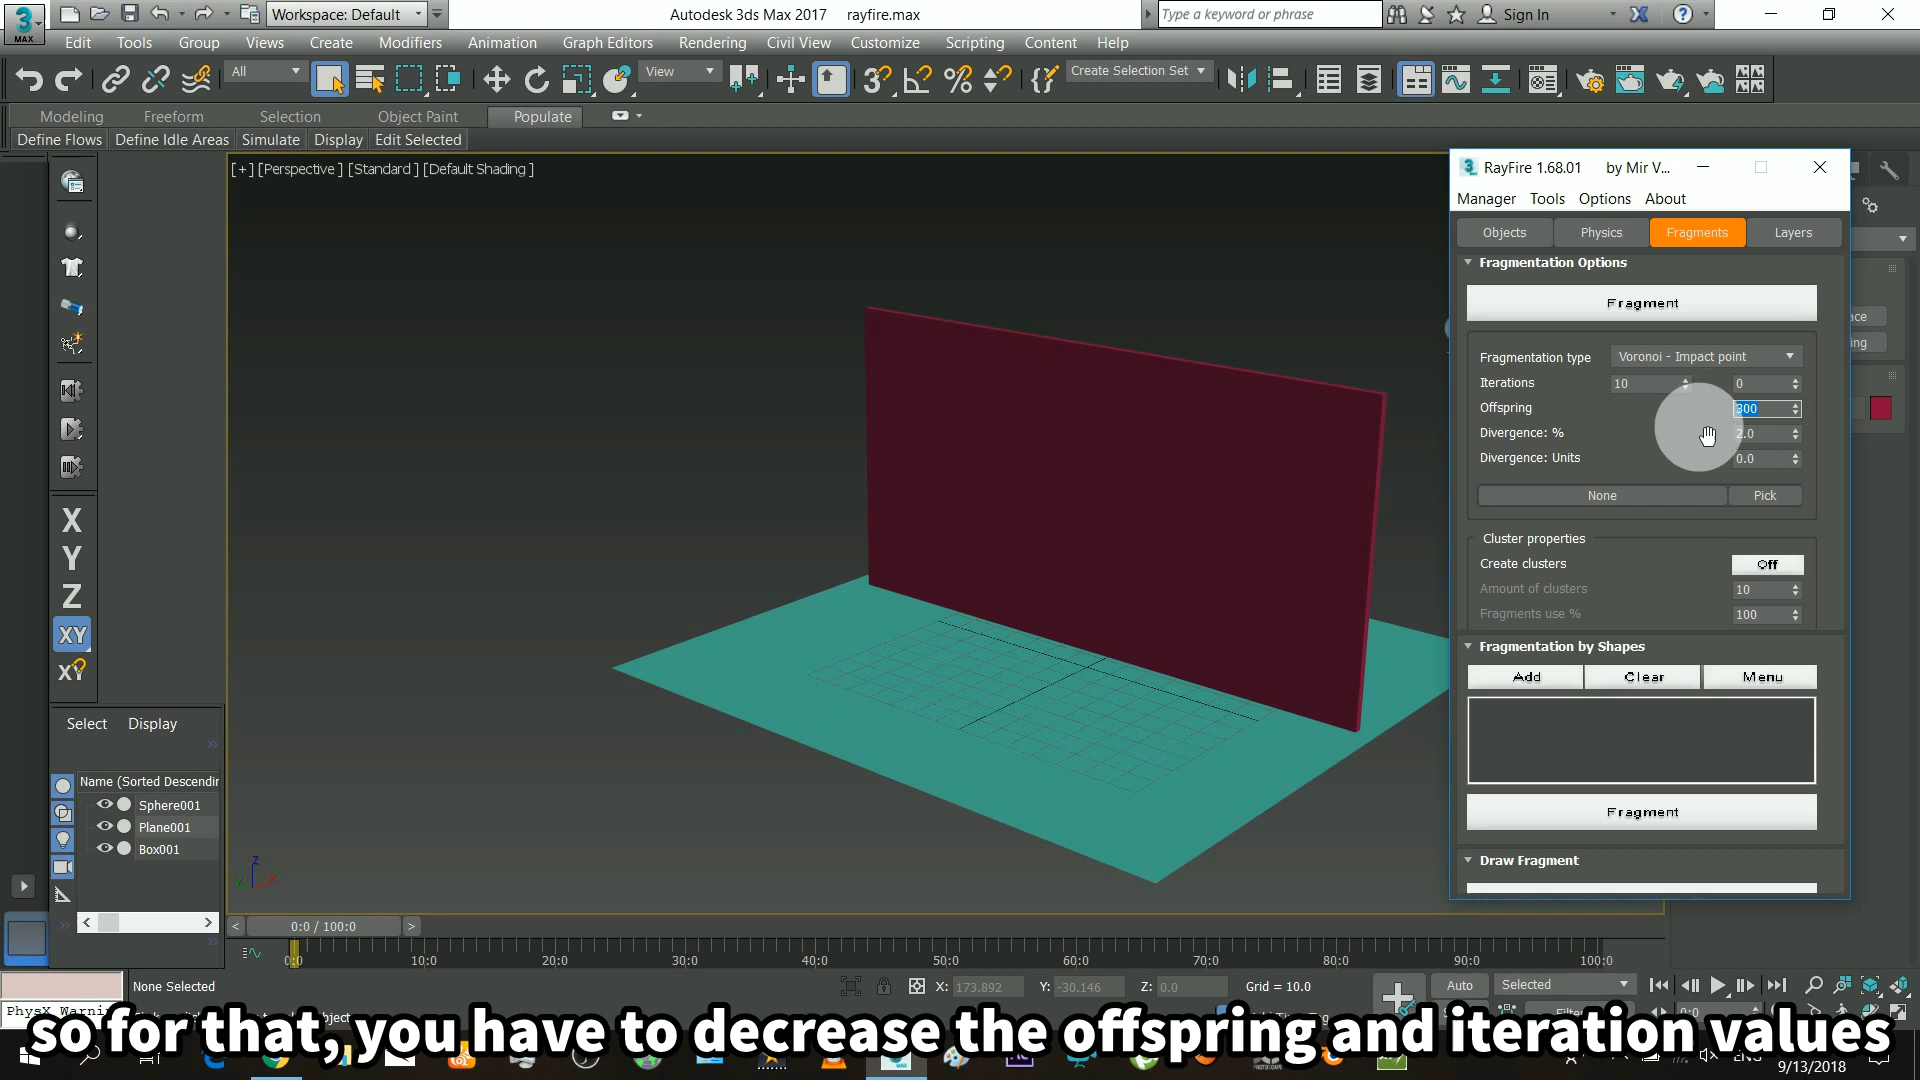 Workspace: Default
Autodesk 3ds Max 2017 rayfire.max
Type a keyword or phrase
Sign In
MAX
Edit Tools Group Views Create Modifiers Animation Graph Editors Rendering Civil View Customize Scripting Content Help
All
View
Create Selection Set
Modeling Freeform Selection Object Paint Populate
Define Flows Define Idle Areas Simulate Display Edit Selected
[+] [Perspective ] [Standard ] [Default Shading ]
RayFire 1.68.01 by Mir V...
Manager Tools Options About
Objects Physics Fragments Layers
Fragmentation Options
Fragment
Fragmentation type Voronoi - Impact point
Iterations 10 0
Offspring 300
Divergence: % 2.0
Divergence: Units 0.0
None Pick
Cluster properties
Create clusters Off
Amount of clusters 10
Fragments use % 100
Fragmentation by Shapes
Add Clear Menu
Fragment
Draw Fragment
X
Y
Z
XY
XY
Select Display
Name (Sorted Descendin
Sphere001
Plane001
Box001
z
x
0:0 / 100:0
0:0 10:0 20:0 30:0 40:0 50:0 60:0 70:0 80:0 90:0 100:0
None Selected
X: 173.892 Y: -30.146 Z: 0.0 Grid = 10.0
Auto Selected
so for that, you have to decrease the offspring and iteration values
9/13/2018